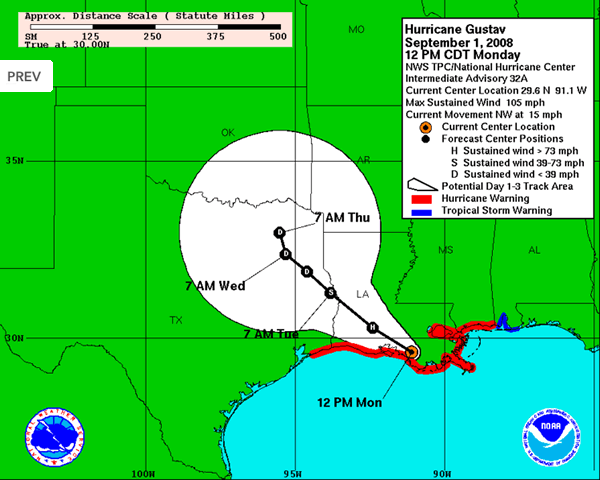 Approx. Distance Scale ( Statute Miles )
SM 125 250 375 500
True at 30.00N
PREV
Hurricane Gustav
September 1, 2008
12 PM CDT Monday
NWS TPC/National Hurricane Center
Intermediate Advisory 32A
Current Center Location 29.6 N 91.1 W
Max Sustained Wind 105 mph
Current Movement NW at 15 mph
Current Center Location
Forecast Center Positions
H Sustained wind > 73 mph
S Sustained wind 39-73 mph
D Sustained wind < 39 mph
Potential Day 1-3 Track Area
Hurricane Warning
Tropical Storm Warning
MO
OK
AR
35N
7 AM Thu
D
MS
AL
D
7 AM Wed
D
S
LA
TX
H
7 AM Tue
30N
12 PM Mon
NATIONAL WEATHER SERVICE
NOAA
100W
95W
90W